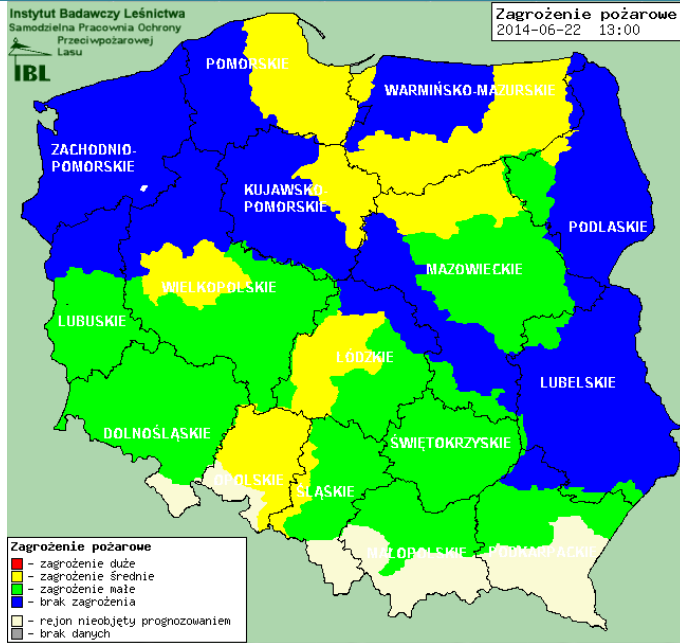 Instytut Badawczy Leśnictwa
Samodzielna Pracownia Ochrony
Przeciwpożarowej
Lasu
IBL
Zagrożenie pożarowe
2014-06-22 13:00
POMORSKIE
WARMIŃSKO-MAZURSKIE
ZACHODNIO-
POMORSKIE
KUJAWSKO-
POMORSKIE
PODLASKIE
MAZOWIECKIE
WIELKOPOLSKIE
LUBUSKIE
ŁÓDZKIE
LUBELSKIE
DOLNOŚLĄSKIE
ŚWIĘTOKRZYSKIE
OPOLSKIE
ŚLĄSKIE
MAŁOPOLSKIE
PODKARPACKIE
Zagrożenie pożarowe
- zagrożenie duże
- zagrożenie średnie
- zagrożenie małe
- brak zagrożenia
- rejon nieobjęty prognozowaniem
- brak danych